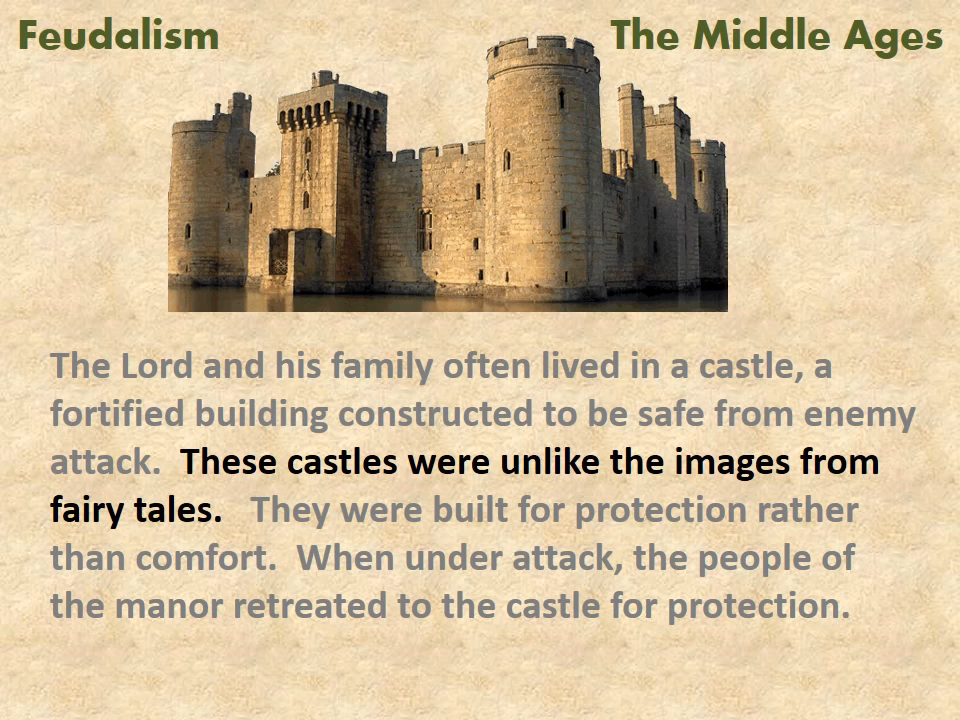 Feudalism
The Middle Ages
The Lord and his family often lived in a castle, a
fortified building constructed to be safe from enemy
attack.  These castles were unlike the images from
fairy tales.   They were built for protection rather
than comfort.  When under attack, the people of
the manor retreated to the castle for protection.